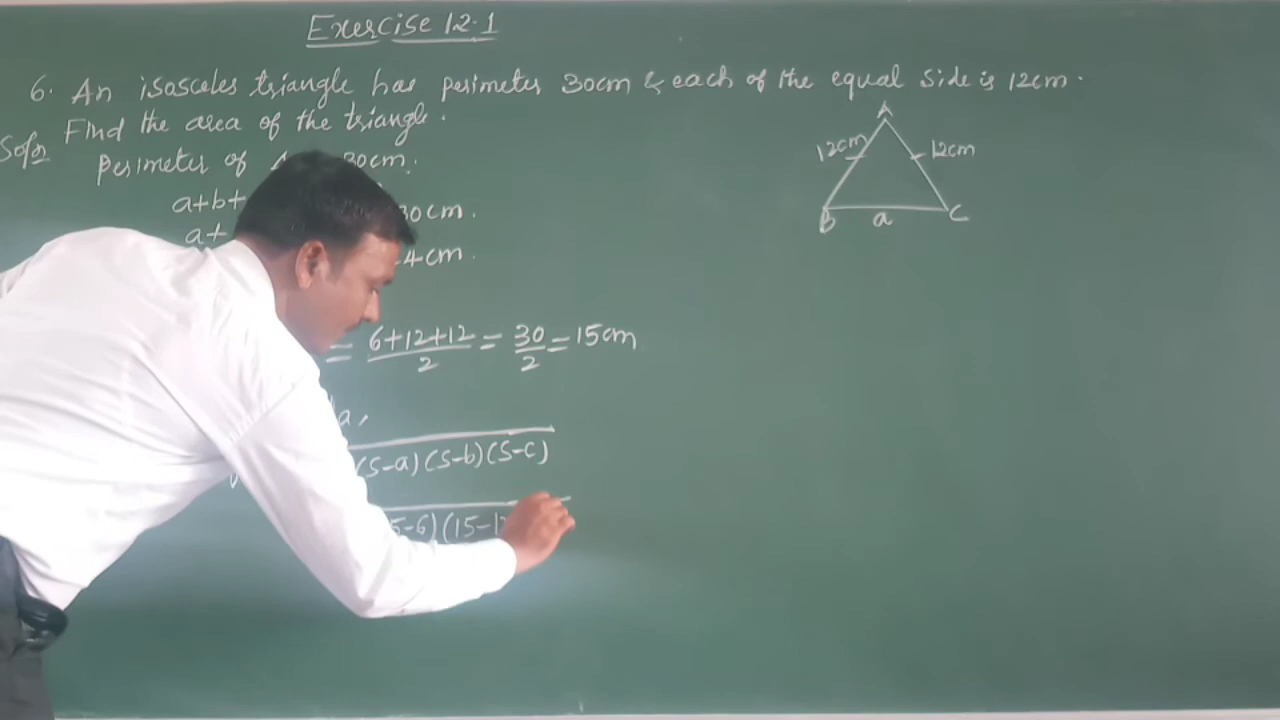 Exercise 12.1
6. An isosceles triangle has perimeter 30cm & each of the equal side is 12cm.
Find the area of the triangle.
Soln
Perimeter of 30cm.
a+b+ 30cm.
a+ 4cm.
= 6+12+12/2 = 30/2 = 15cm
a,
(s-a)(s-b)(s-c)
5-6)(15-1
A
12cm 12cm
B a C